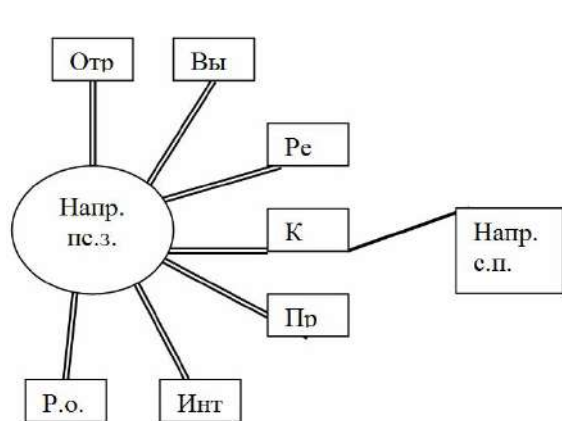 Отр
Вы
Ре
Напр.
пс.з.
К
Напр.
с.п.
Пр
Р.о.
Инт